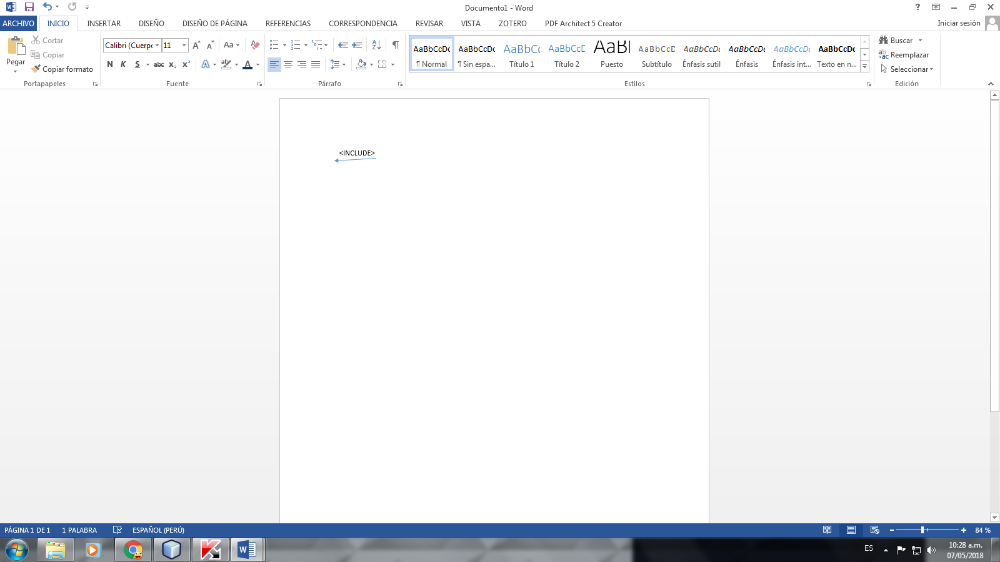 Documento1 - Word
?
ARCHIVO INICIO INSERTAR DISEÑO DISEÑO DE PÁGINA REFERENCIAS CORRESPONDENCIA REVISAR VISTA ZOTERO PDF Architect 5 Creator Iniciar sesión
Pegar
Cortar
Copiar
Copiar formato
Portapapeles
Calibri (Cuerpo 11 Aa
N K S abc x₂ x² A aby A
Fuente
Párrafo
AaBbCcDc AaBbCcDc AaBbCc AaBbCcD AaB AaBbCcD AaBbCcDc AaBbCcDc AaBbCcDc AaBbCcDc
¶ Normal ¶ Sin espa... Título 1 Título 2 Puesto Subtítulo Énfasis sutil Énfasis Énfasis int... Texto en n...
Estilos
Buscar
Reemplazar
Seleccionar
Edición
<INCLUDE>
PÁGINA 1 DE 1 1 PALABRA ESPAÑOL (PERÚ) 84 %
ES
10:28 a.m.
07/05/2018